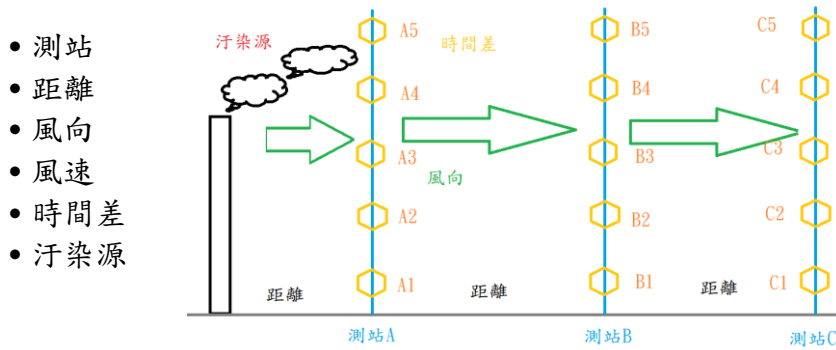 • 測站
• 距離
• 風向
• 風速
• 時間差
• 汙染源
汙染源
時間差
A5
B5
C5
A4
B4
C4
A3
B3
C3
風向
A2
B2
C2
A1
B1
C1
距離
距離
距離
測站A
測站B
測站C